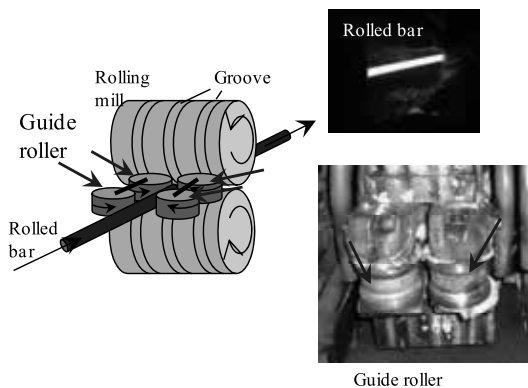 Rolled bar
Rolling
mill
Groove
Guide
roller
Rolled
bar
Guide roller